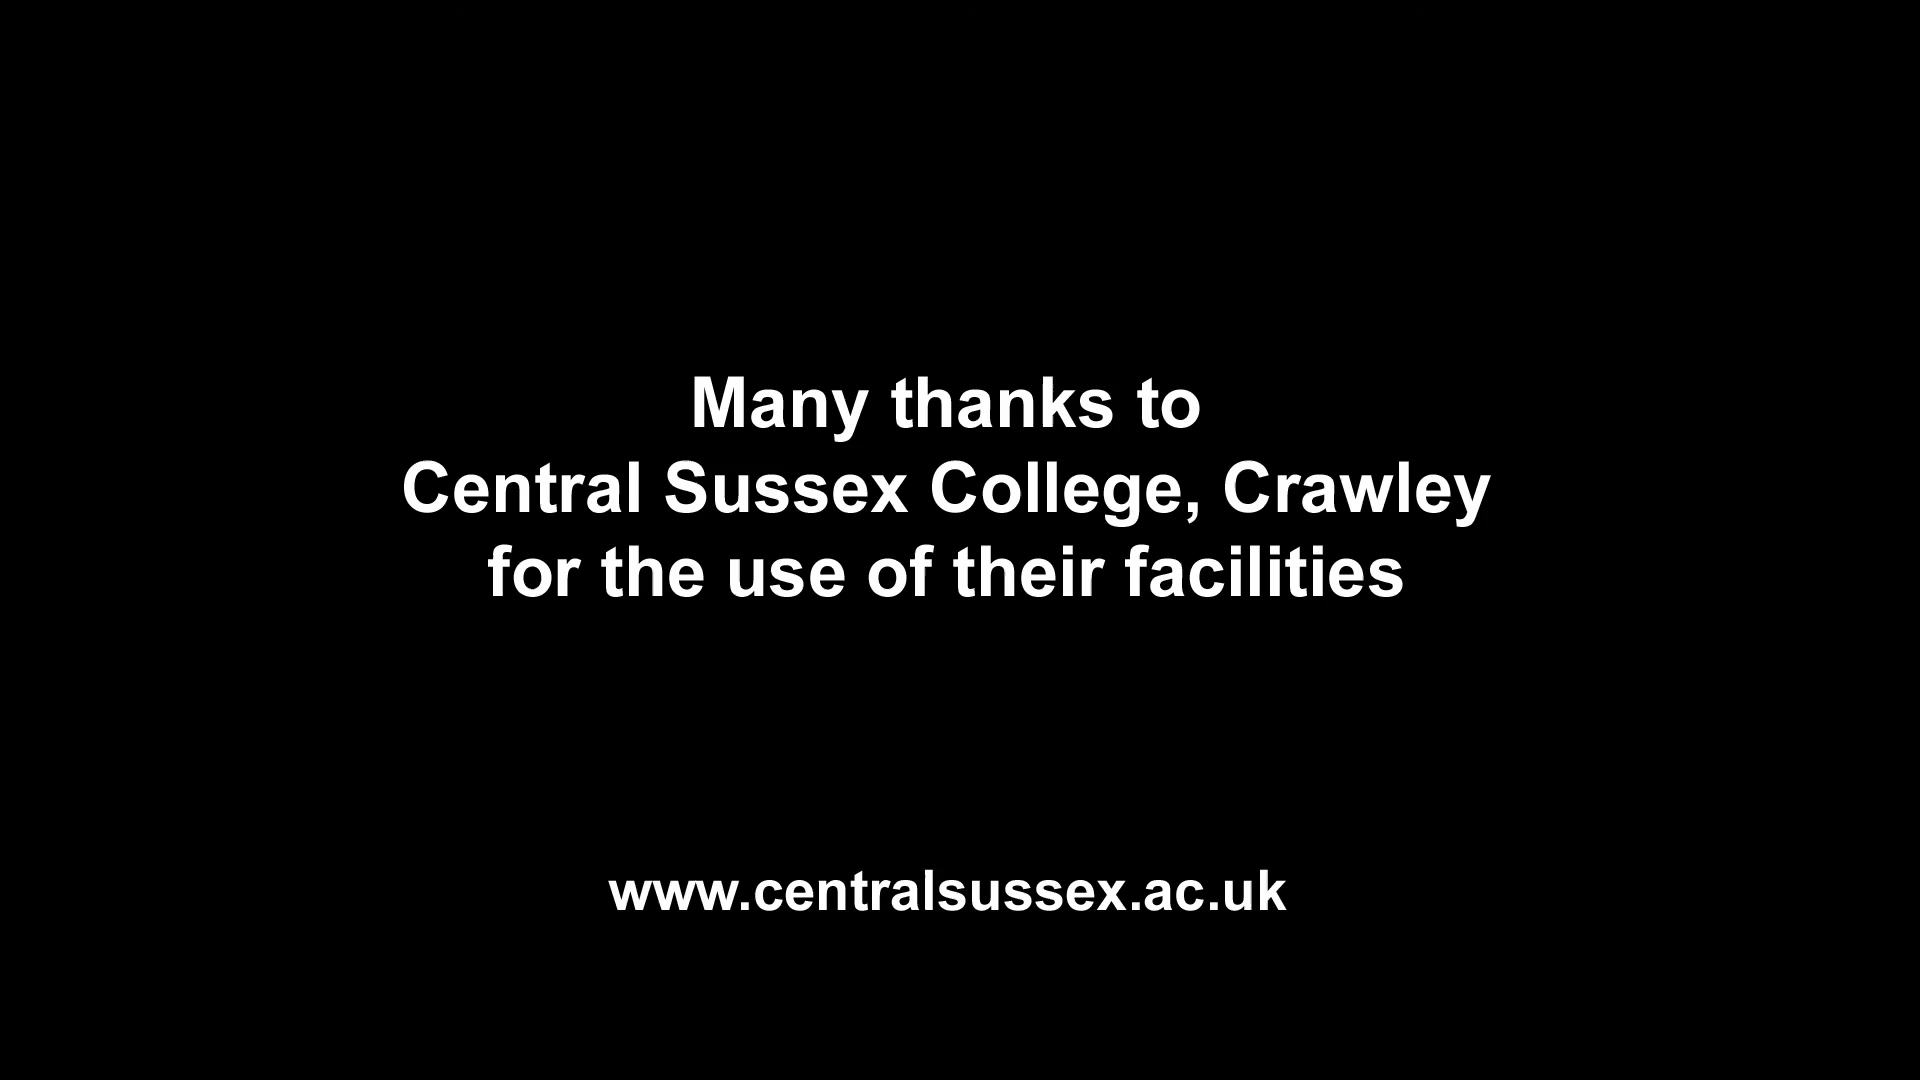 Many thanks to
Central Sussex College, Crawley
for the use of their facilities
www.centralsussex.ac.uk